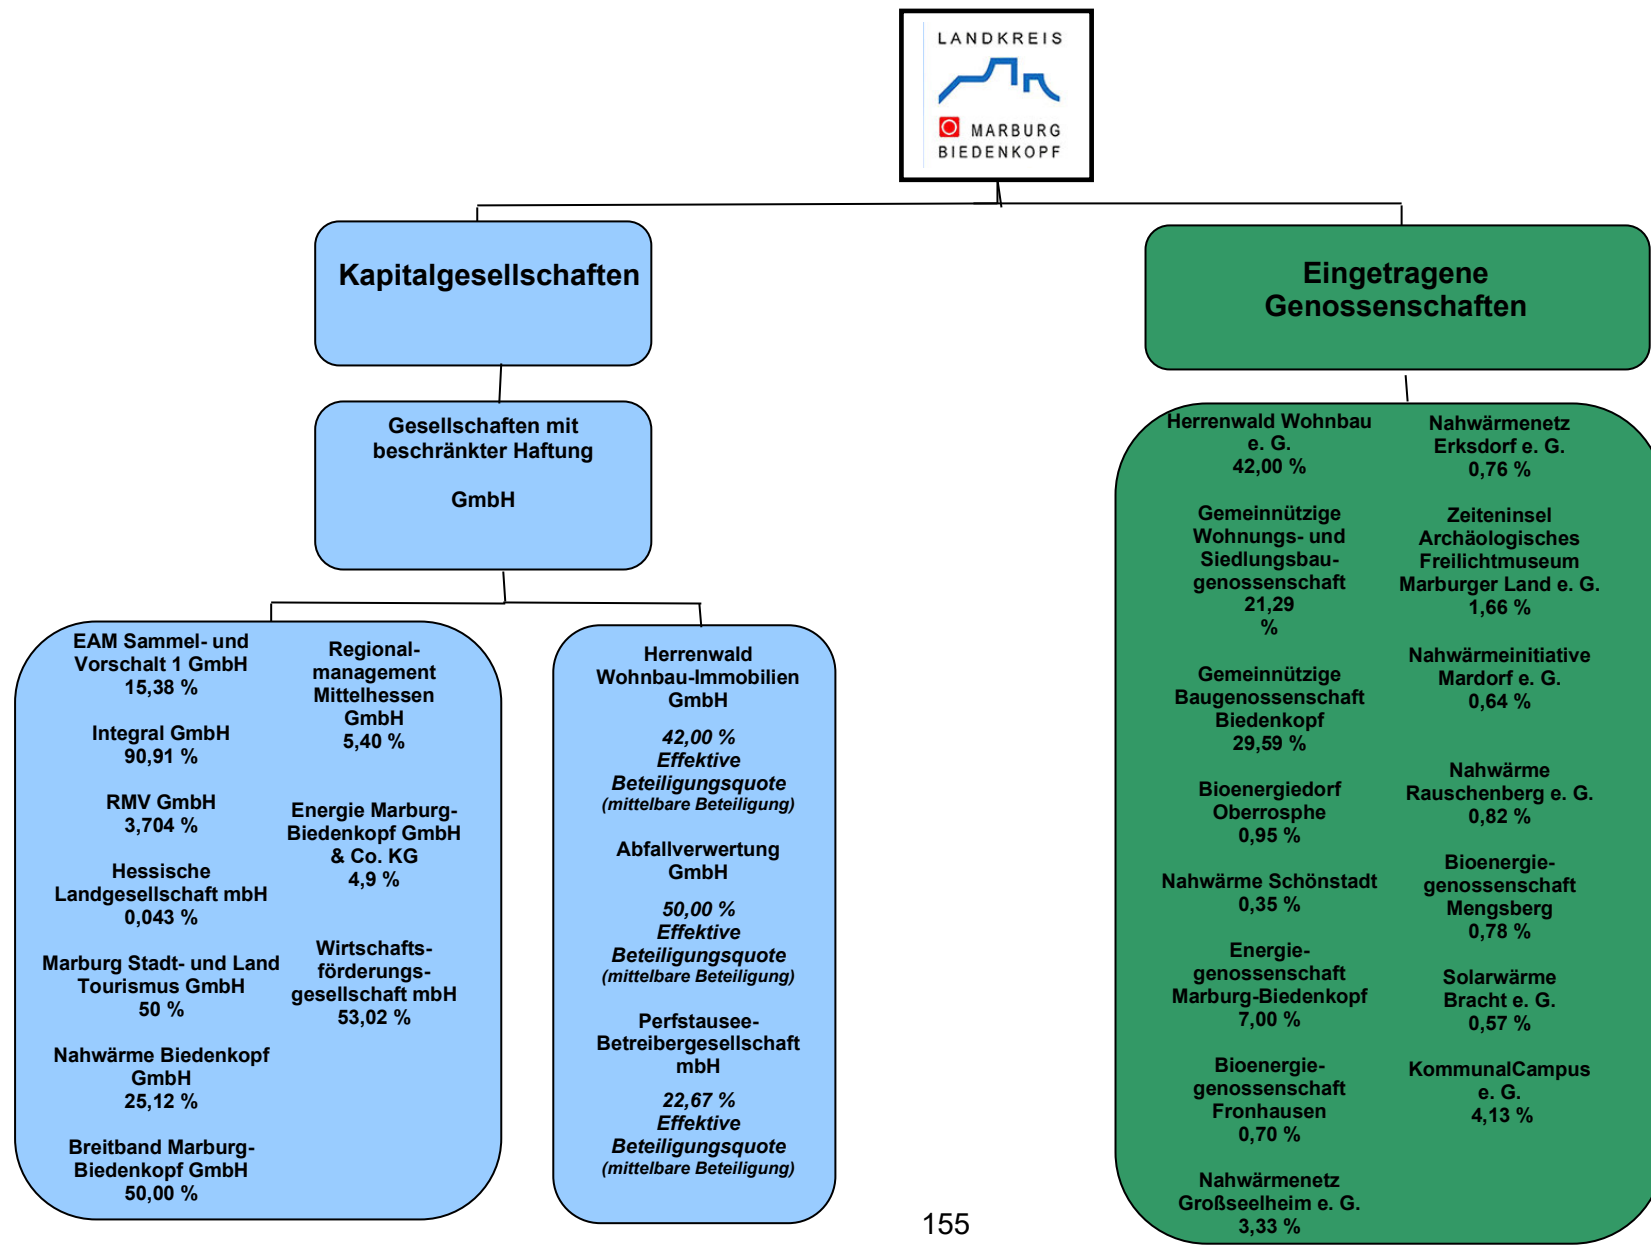 LANDKREIS
MARBURG
BIEDENKOPF
Kapitalgesellschaften
Gesellschaften mit
beschränkter Haftung
GmbH
EAM Sammel- und
Vorschalt 1 GmbH
15,38 %
Integral GmbH
90,91 %
RMV GmbH
3,704 %
Hessische
Landgesellschaft mbH
0,043 %
Marburg Stadt- und Land
Tourismus GmbH
50 %
Nahwärme Biedenkopf
GmbH
25,12 %
Breitband Marburg-
Biedenkopf GmbH
50,00 %
Regional-
management
Mittelhessen
GmbH
5,40 %
Energie Marburg-
Biedenkopf GmbH
& Co. KG
4,9 %
Wirtschafts-
förderungs-
gesellschaft mbH
53,02 %
Herrenwald
Wohnbau-Immobilien
GmbH
42,00 %
Effektive
Beteiligungsquote
(mittelbare Beteiligung)
Abfallverwertung
GmbH
50,00 %
Effektive
Beteiligungsquote
(mittelbare Beteiligung)
Perfstausee-
Betreibergesellschaft
mbH
22,67 %
Effektive
Beteiligungsquote
(mittelbare Beteiligung)
Eingetragene
Genossenschaften
Herrenwald Wohnbau
e. G.
42,00 %
Gemeinnützige
Wohnungs- und
Siedlungsbau-
genossenschaft
21,29
%
Gemeinnützige
Baugenossenschaft
Biedenkopf
29,59 %
Bioenergiedorf
Oberrosphe
0,95 %
Nahwärme Schönstadt
0,35 %
Energie-
genossenschaft
Marburg-Biedenkopf
7,00 %
Bioenergie-
genossenschaft
Fronhausen
0,70 %
Nahwärmenetz
Großseelheim e. G.
3,33 %
Nahwärmenetz
Erksdorf e. G.
0,76 %
Zeiteninsel
Archäologisches
Freilichtmuseum
Marburger Land e. G.
1,66 %
Nahwärmeinitiative
Mardorf e. G.
0,64 %
Nahwärme
Rauschenberg e. G.
0,82 %
Bioenergie-
genossenschaft
Mengsberg
0,78 %
Solarwärme
Bracht e. G.
0,57 %
KommunalCampus
e. G.
4,13 %
155